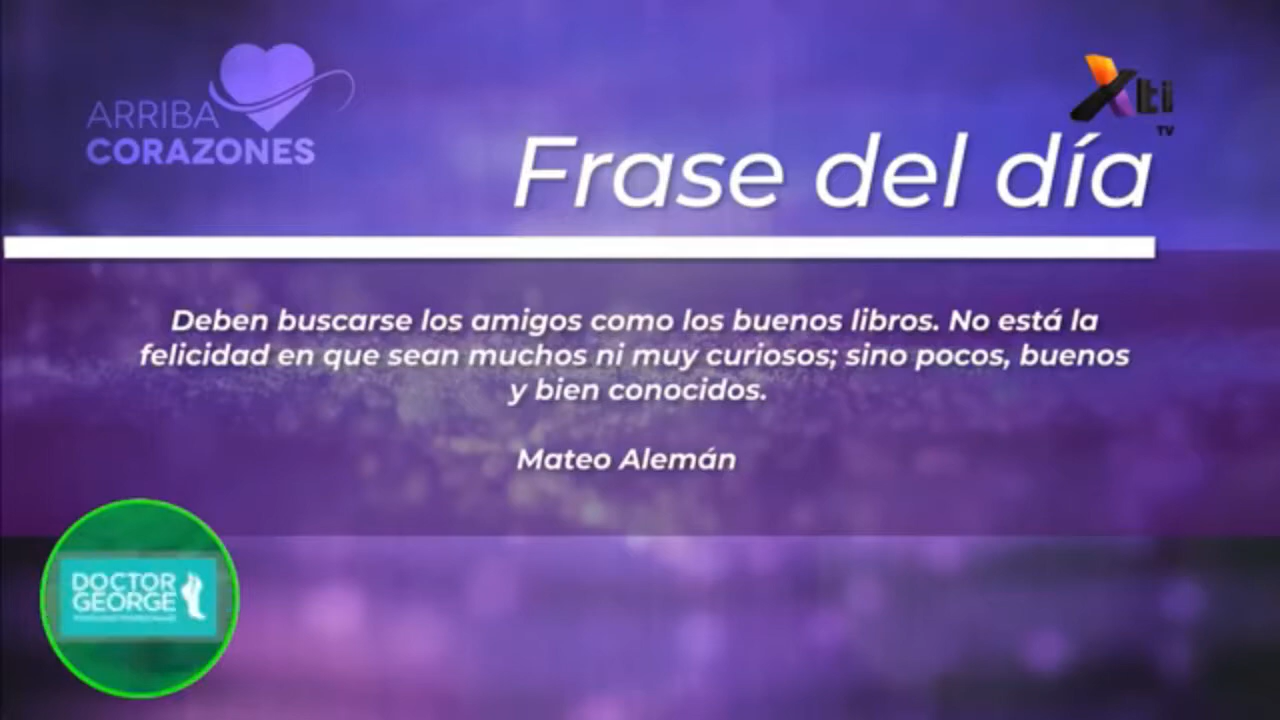 ARRIBA
CORAZONES
Xti
TV
Frase del día
Deben buscarse los amigos como los buenos libros. No está la
felicidad en que sean muchos ni muy curiosos; sino pocos, buenos
y bien conocidos.
Mateo Alemán
DOCTOR
GEORGE